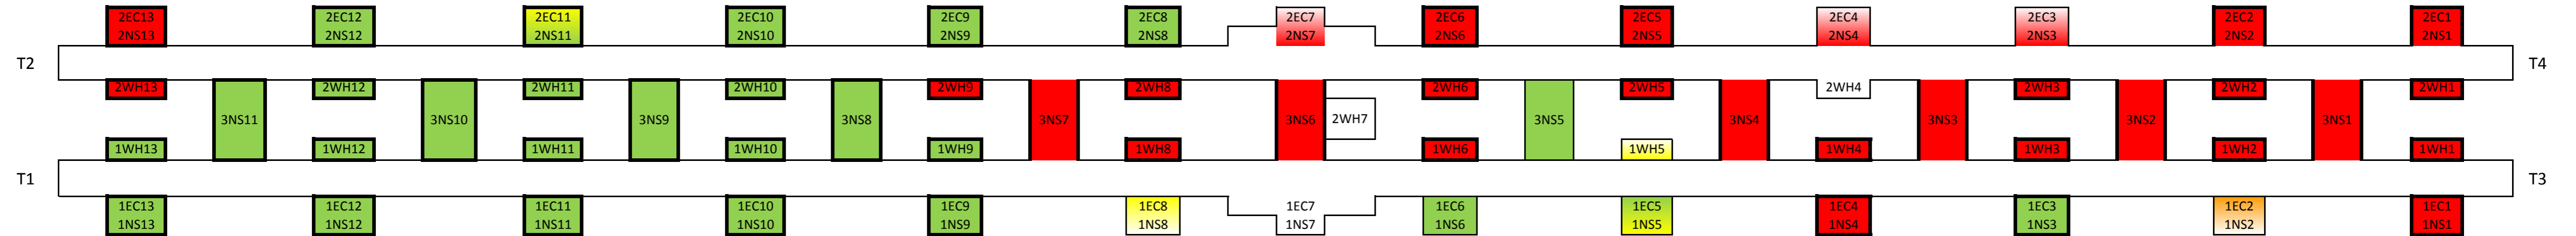 2EC13 2EC12 2EC11 2EC10 2EC9 2EC8 2EC7 2EC6 2EC5 2EC4 2EC3 2EC2 2EC1
2NS13 2NS12 2NS11 2NS10 2NS9 2NS8 2NS7 2NS6 2NS5 2NS4 2NS3 2NS2 2NS1
T2 T4
2WH13 2WH12 2WH11 2WH10 2WH9 2WH8 2WH6 2WH5 2WH4 2WH3 2WH2 2WH1
3NS11 3NS10 3NS9 3NS8 3NS7 3NS6 2WH7 3NS5 3NS4 3NS3 3NS2 3NS1
1WH13 1WH12 1WH11 1WH10 1WH9 1WH8 1WH6 1WH5 1WH4 1WH3 1WH2 1WH1
T1 T3
1EC13 1EC12 1EC11 1EC10 1EC9 1EC8 1EC7 1EC6 1EC5 1EC4 1EC3 1EC2 1EC1
1NS13 1NS12 1NS11 1NS10 1NS9 1NS8 1NS7 1NS6 1NS5 1NS4 1NS3 1NS2 1NS1